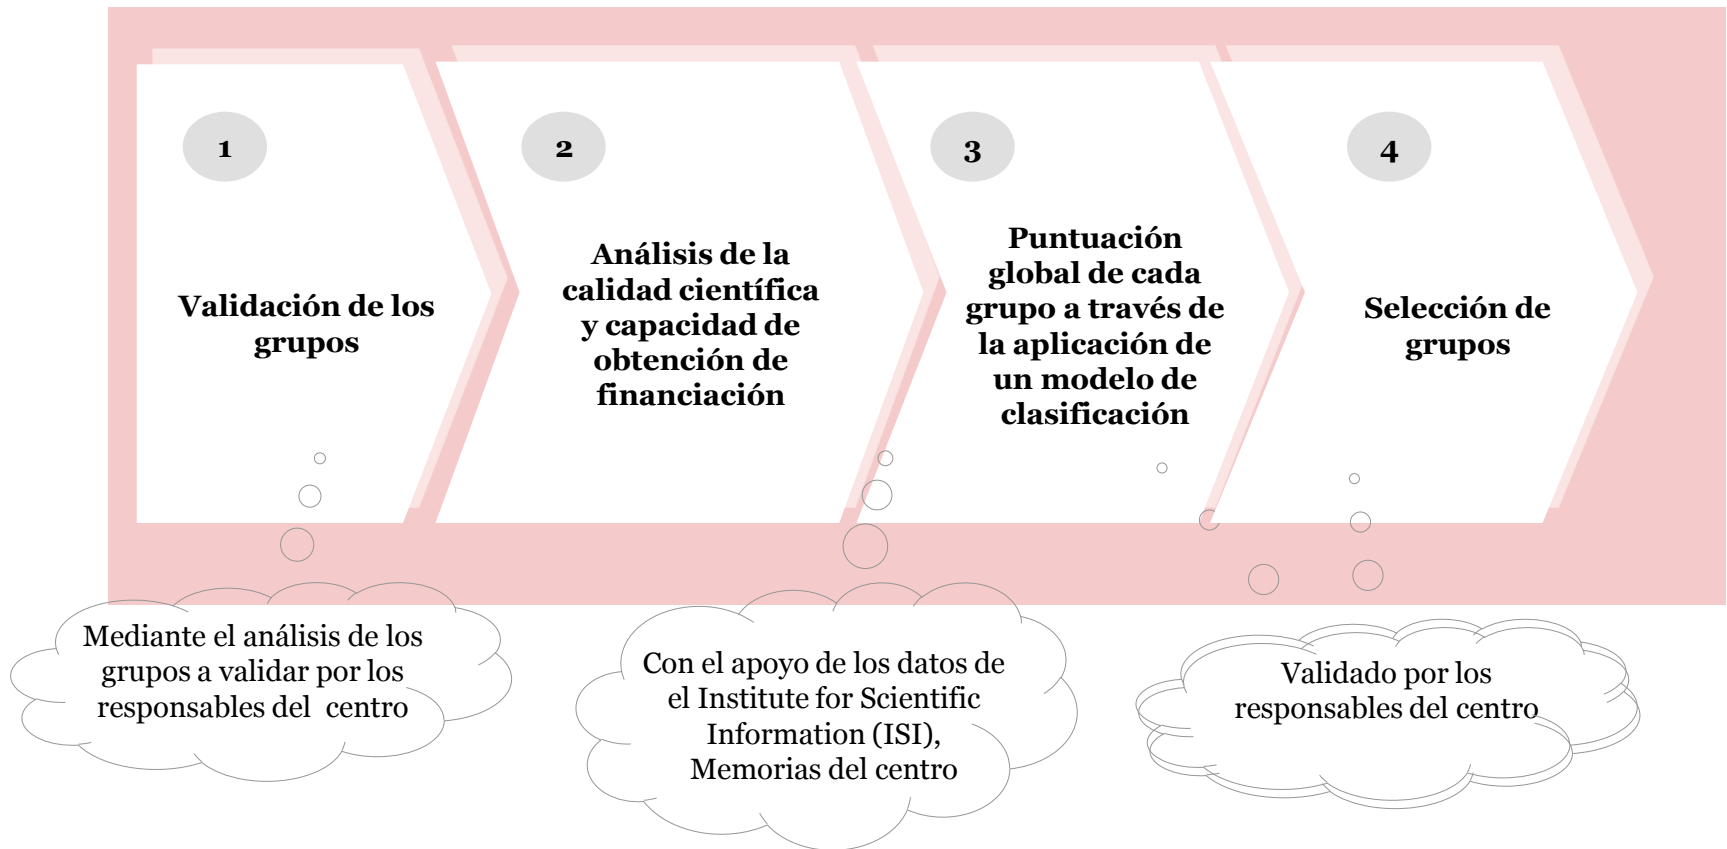 1
Validación de los
grupos
2
Análisis de la
calidad científica
y capacidad de
obtención de
financiación
3
Puntuación
global de cada
grupo a través de
la aplicación de
un modelo de
clasificación
4
Selección de
grupos
Mediante el análisis de los
grupos a validar por los
responsables del centro
Con el apoyo de los datos de
el Institute for Scientific
Information (ISI),
Memorias del centro
Validado por los
responsables del centro